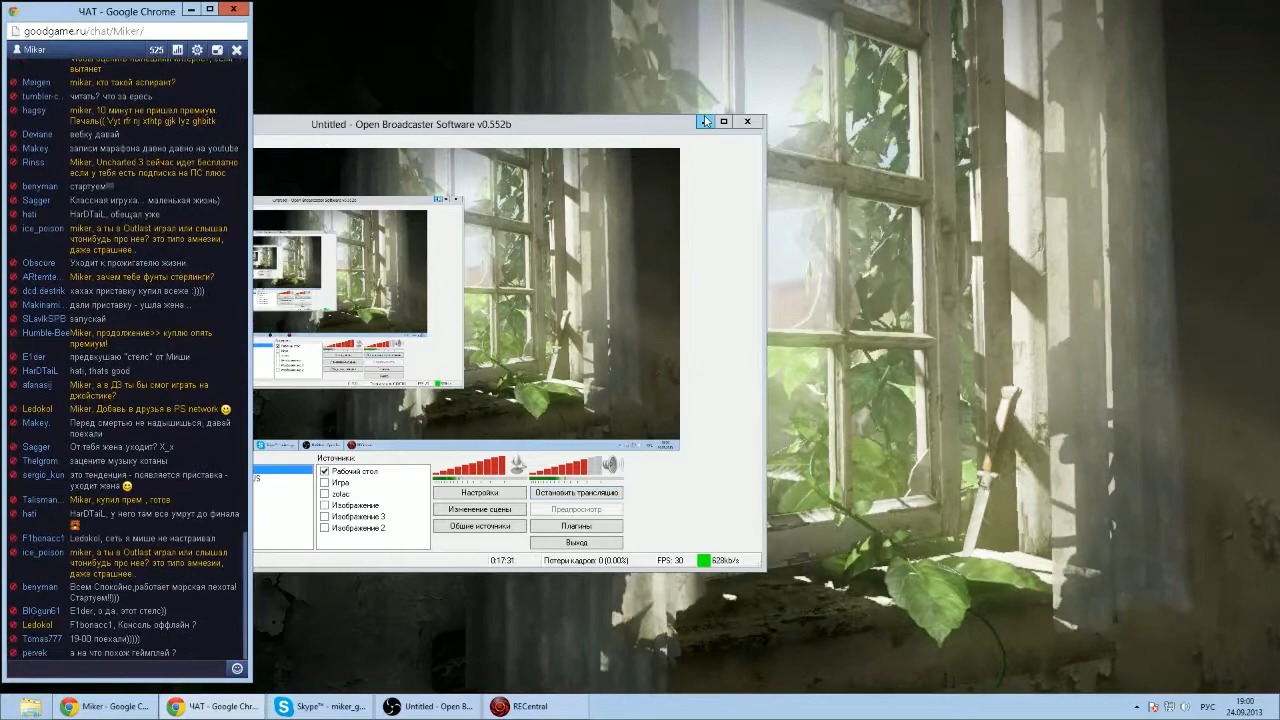 ЧАТ - Google Chrome
goodgame.ru/chat/Miker/
Miker 525
чтобы оценить нынешний интернет, если
вытянет
Meigen miker, кто такой аспирант?
tumbler-c... читать? что за ересь
hagsy miker, 10 минут не пришел премиум.
Печаль(( Vyt rfr nj xthtp gjk lyz ghbitk
Deviane вебку давай
Makey записи марафона давно давно на youtube
Rinss Miker, Uncharted 3 сейчас идет бесплатно
если у тебя есть подписка на ПС плюс
benyman стартуем!!!
Sagger Классная игруха... маленькая жизнь)
hati HarDTaiL, обещал уже
ice_poison miker, а ты в Outlast играл или слышал
чтонибудь про нее? это типо амнезии,
даже страшнее..
Obscure Уходит к прожигателю жизни.
ARtemte... Miker, зачем тебе фунты стерлинги?
dcd.destrik хахах приставку купил всеже :))))
Makinami... дали приставку - ушла жена ..
SLavikSPB запускай
Humble-Bee Miker, продолжение>> куплю опять
премиум!
E1der предвкушаю "стелс" от Миши
HarDTaiL hati, thats good
afanasij Miker, а в ДЗ ты бы смог играть на
джойстике?
Ledokol Miker, Добавь в друзья в PS network
Makey. Перед смертью не надышишься, давай
поехали
Sagger От тебя жена уходит? X_x
Thelgrom зацените музыку котаны
sergio_kun это тенденция - появляется приставка -
уходит жена
Talisman... Miker, купил прем , готов
hati HarDTaiL, у него там все умрут до финала
F1bonacc1 Ledokol, сеть я мише не настраивал
ice_poison miker, а ты в Outlast играл или слышал
чтонибудь про нее? это типо амнезии,
даже страшнее..
benyman Всем Спокойно,работает морская пехота!
Стартуем!!)))
BIGgun61 E1der, о да, этот стелс))
Ledokol F1bonacc1, Консоль оффлайн ?
Tomas777 19-00 поехали)))))
pervek а на что похож геймплей ?
Untitled - Open Broadcaster Software v0.552b
Источники:
Рабочий стол
Игра
zolac
Изображение
Изображение 3
Изображение 2
Настройки Остановить трансляцию
Изменение сцены Предпросмотр
Общие источники Плагины
Выход
0:17:31 Потери кадров: 0 (0.00%) FPS: 30 628kb/s
Miker - Google C... ЧАТ - Google Chr... Skype™ - miker_g... Untitled - Open B... RECentral РУС 19:00
24.09.2013